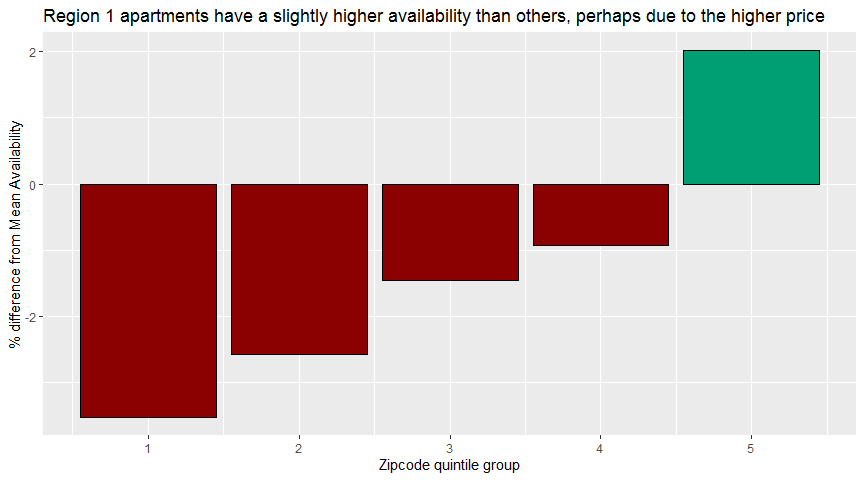 Region 1 apartments have a slightly higher availability than others, perhaps due to the higher price
% difference from Mean Availability
2
0
-2
1
2
3
4
5
Zipcode quintile group